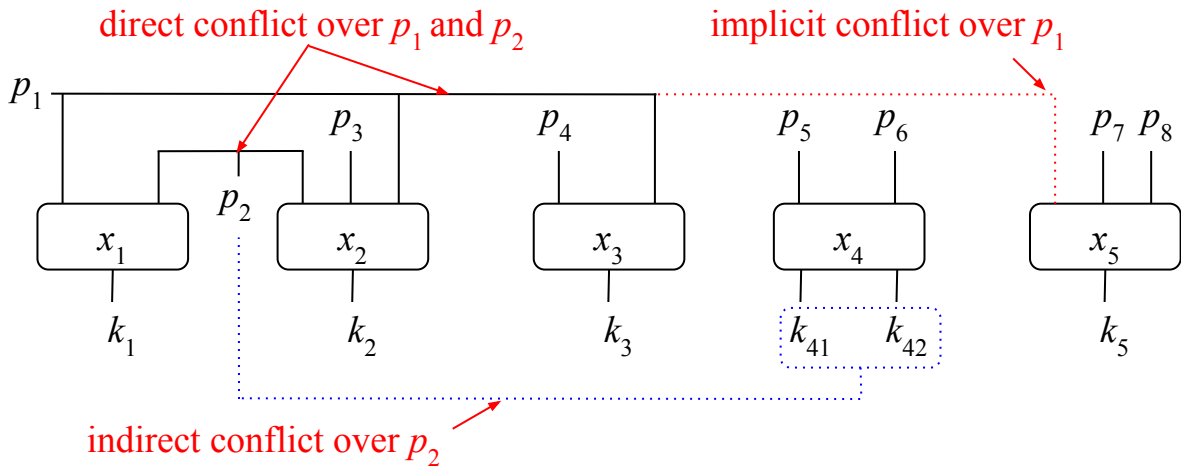 direct conflict over p₁ and p₂
implicit conflict over p₁
p₁
p₃
p₄
p₅
p₆
p₇
p₈
p₂
x₁
x₂
x₃
x₄
x₅
k₁
k₂
k₃
k₄₁
k₄₂
k₅
indirect conflict over p₂